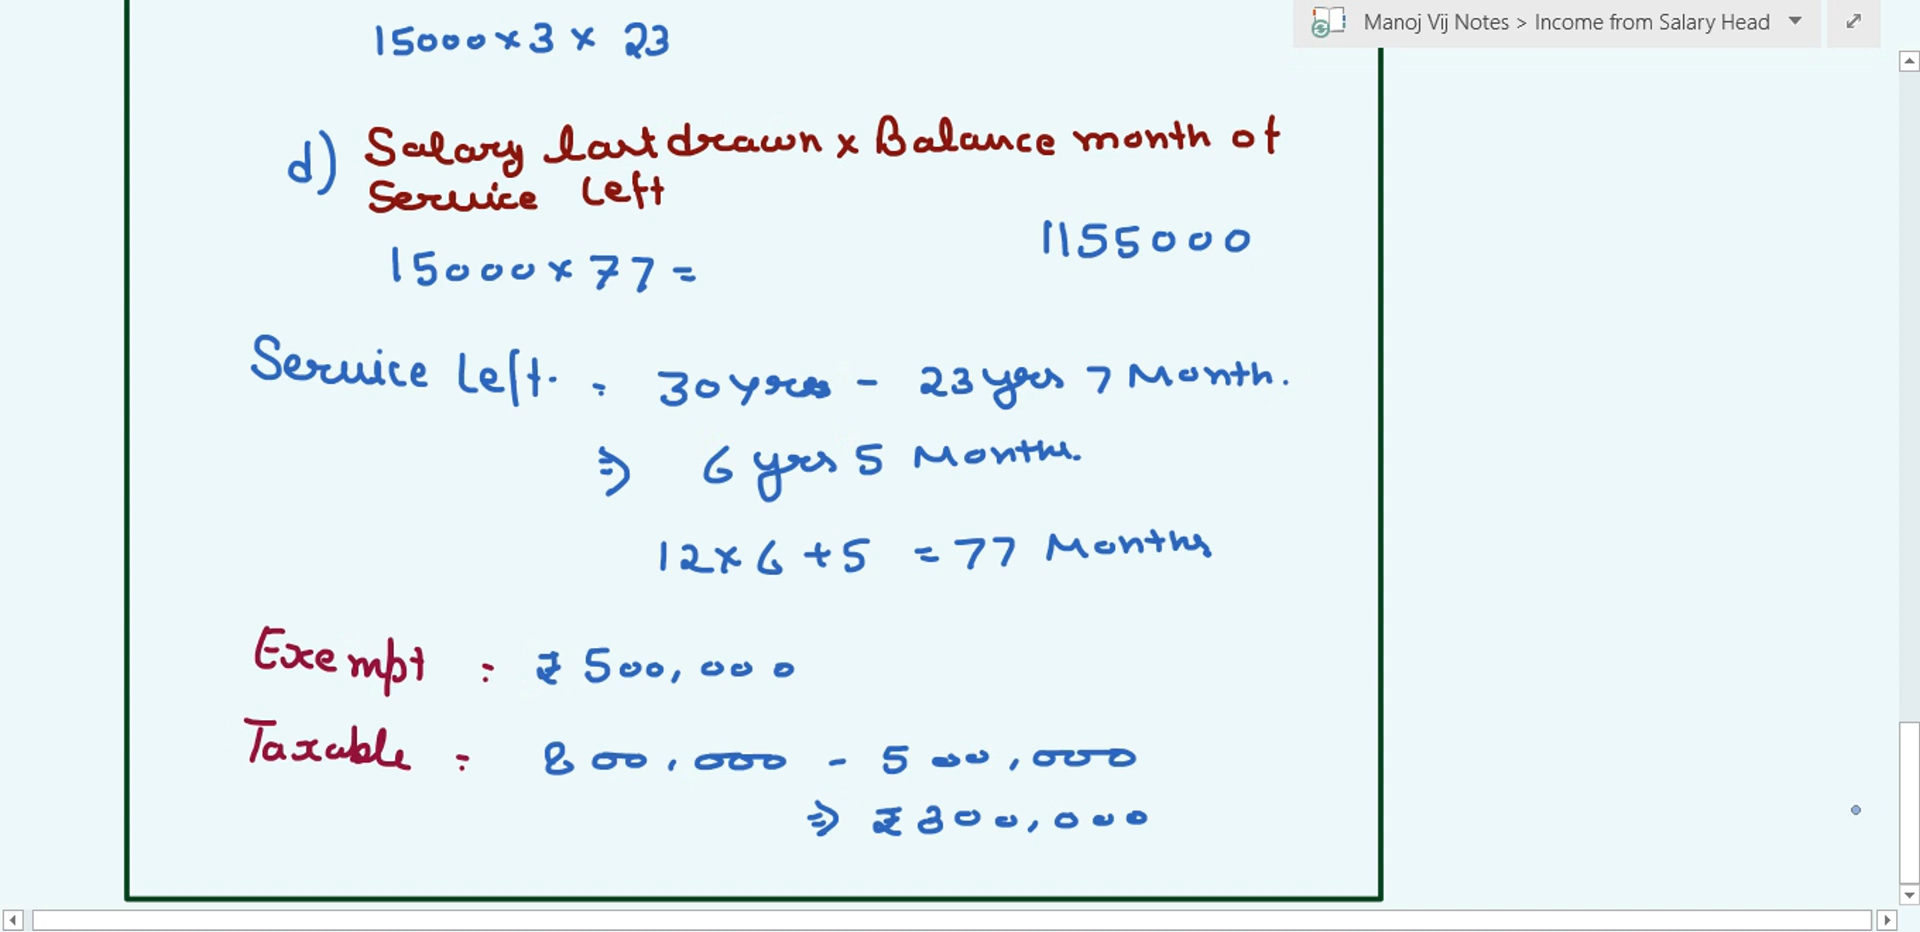 Manoj Vij Notes > Income from Salary Head
15000 × 3 × 23
d) Salary last drawn × Balance month of
Service left
1155000
15000 × 77 =
Service left. = 30 yrs - 23 yrs 7 Month.
⇒ 6 yrs 5 Months.
12 × 6 + 5 = 77 Months
Exempt : ₹ 500,000
Taxable : 800,000 - 500,000
⇒ ₹ 300,000